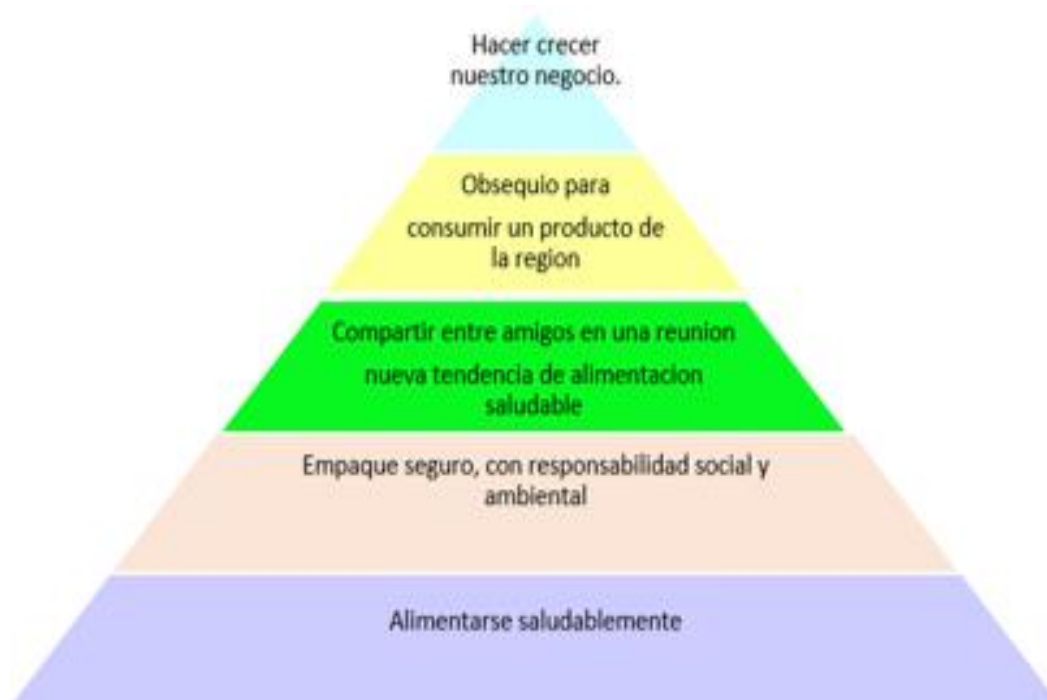 Hacer crecer
nuestro negocio.
Obsequio para
consumir un producto de
la region
Compartir entre amigos en una reunion
nueva tendencia de alimentacion
saludable
Empaque seguro, con responsabilidad social y
ambiental
Alimentarse saludablemente